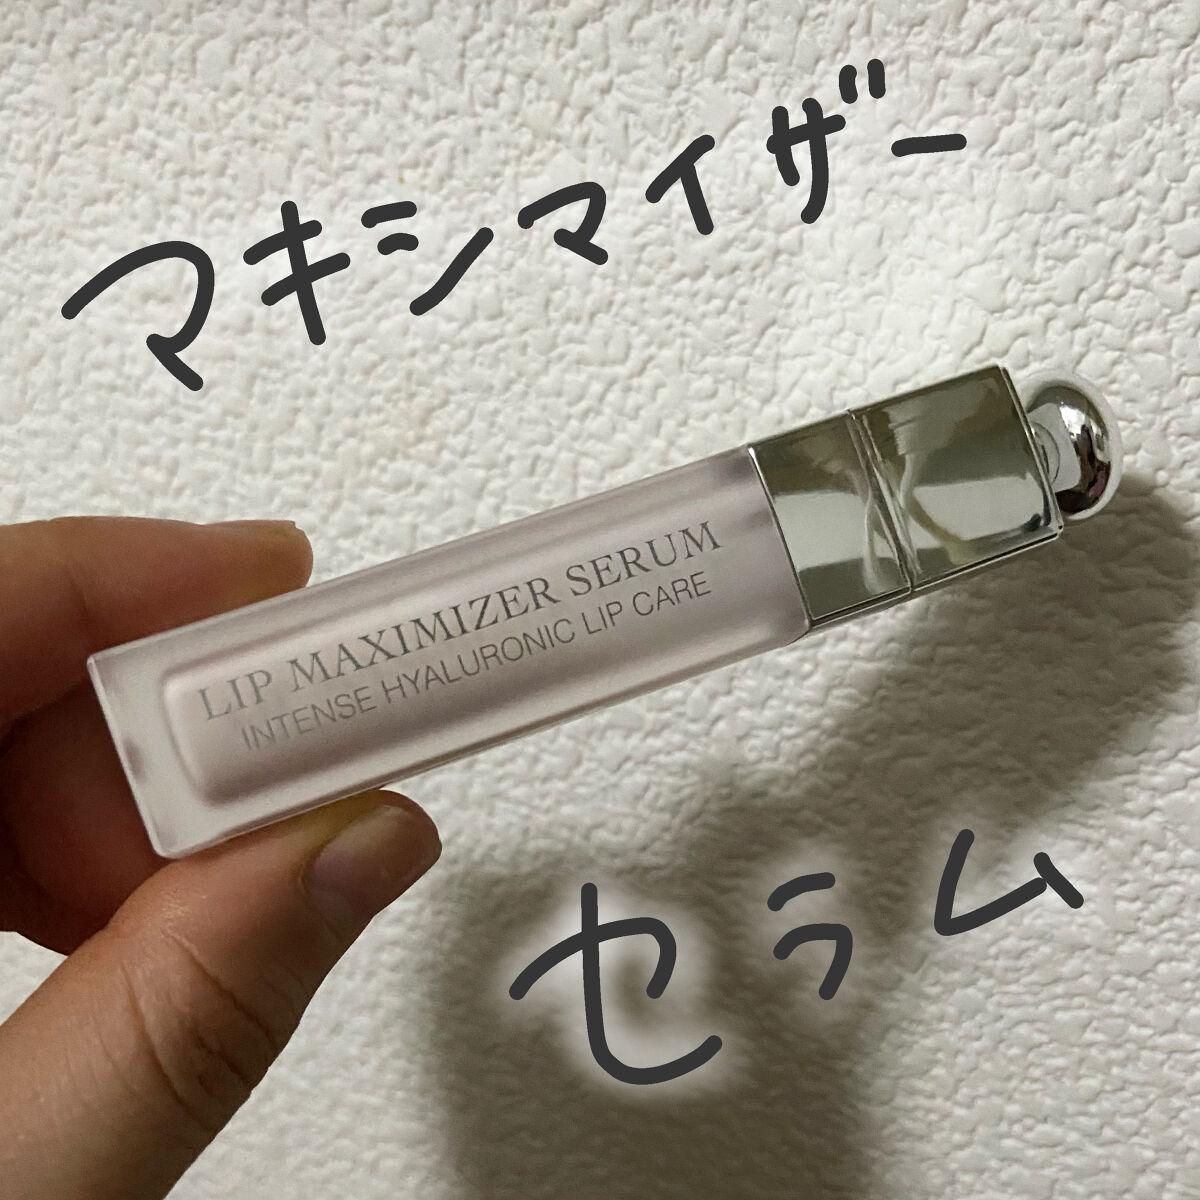 マキシマイザー
LIP MAXIMIZER SERUM
INTENSE HYALURONIC LIP CARE
セラム